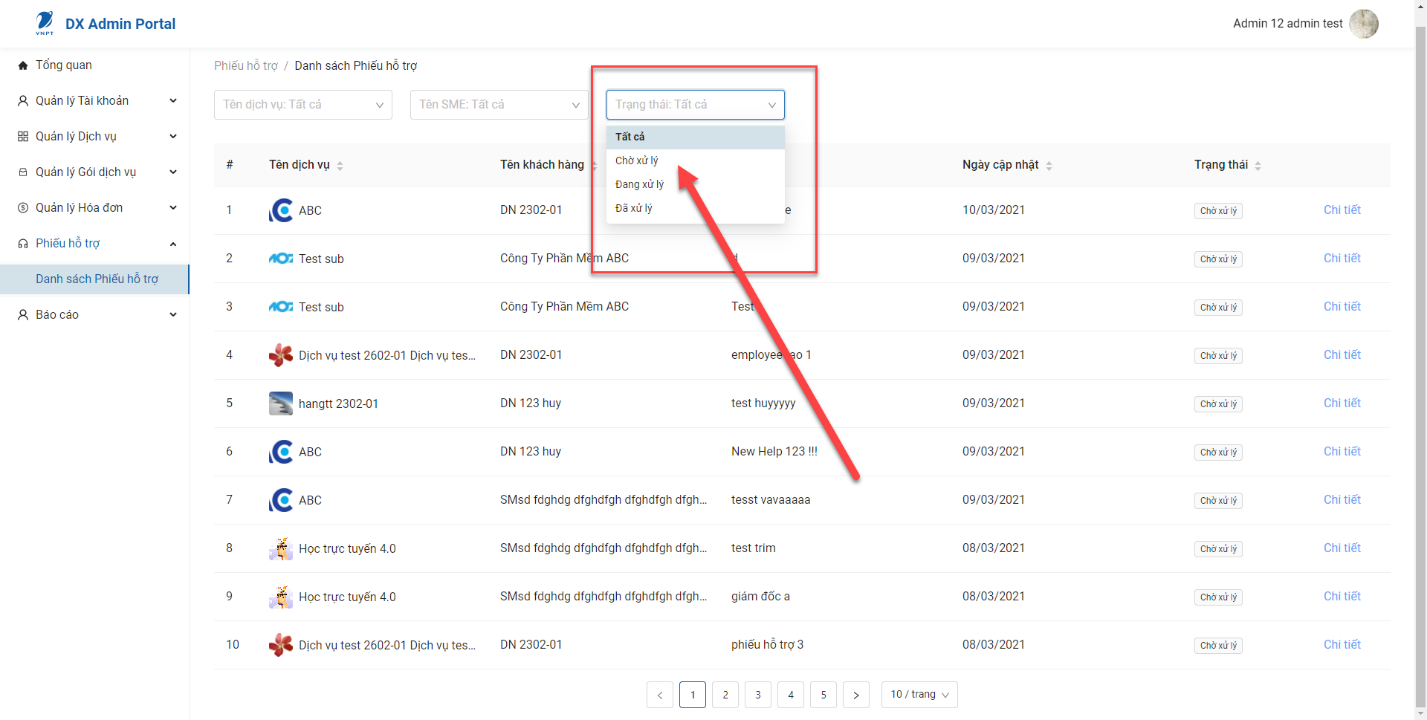 VNPT
DX Admin Portal
Admin 12 admin test
Tổng quan
Quản lý Tài khoản
Quản lý Dịch vụ
Quản lý Gói dịch vụ
Quản lý Hóa đơn
Phiếu hỗ trợ
Danh sách Phiếu hỗ trợ
Báo cáo
Phiếu hỗ trợ / Danh sách Phiếu hỗ trợ
Tên dịch vụ: Tất cả
Tên SME: Tất cả
Trạng thái: Tất cả
Tất cả
Chờ xử lý
Đang xử lý
Đã xử lý
# Tên dịch vụ Tên khách hàng Ngày cập nhật Trạng thái
1 ABC DN 2302-01 e 10/03/2021 Chờ xử lý Chi tiết
2 Test sub Công Ty Phần Mềm ABC d 09/03/2021 Chờ xử lý Chi tiết
3 Test sub Công Ty Phần Mềm ABC Test 09/03/2021 Chờ xử lý Chi tiết
4 Dịch vụ test 2602-01 Dịch vụ tes... DN 2302-01 employee ao 1 09/03/2021 Chờ xử lý Chi tiết
5 hangtt 2302-01 DN 123 huy test huyyyyy 09/03/2021 Chờ xử lý Chi tiết
6 ABC DN 123 huy New Help 123 !!! 09/03/2021 Chờ xử lý Chi tiết
7 ABC SMsd fdghdg dfghdfgh dfghdfgh dfgh... tesst vavaaaaa 09/03/2021 Chờ xử lý Chi tiết
8 Học trực tuyến 4.0 SMsd fdghdg dfghdfgh dfghdfgh dfgh... test trim 08/03/2021 Chờ xử lý Chi tiết
9 Học trực tuyến 4.0 SMsd fdghdg dfghdfgh dfghdfgh dfgh... giám đốc a 08/03/2021 Chờ xử lý Chi tiết
10 Dịch vụ test 2602-01 Dịch vụ tes... DN 2302-01 phiếu hỗ trợ 3 08/03/2021 Chờ xử lý Chi tiết
< 1 2 3 4 5 > 10 / trang